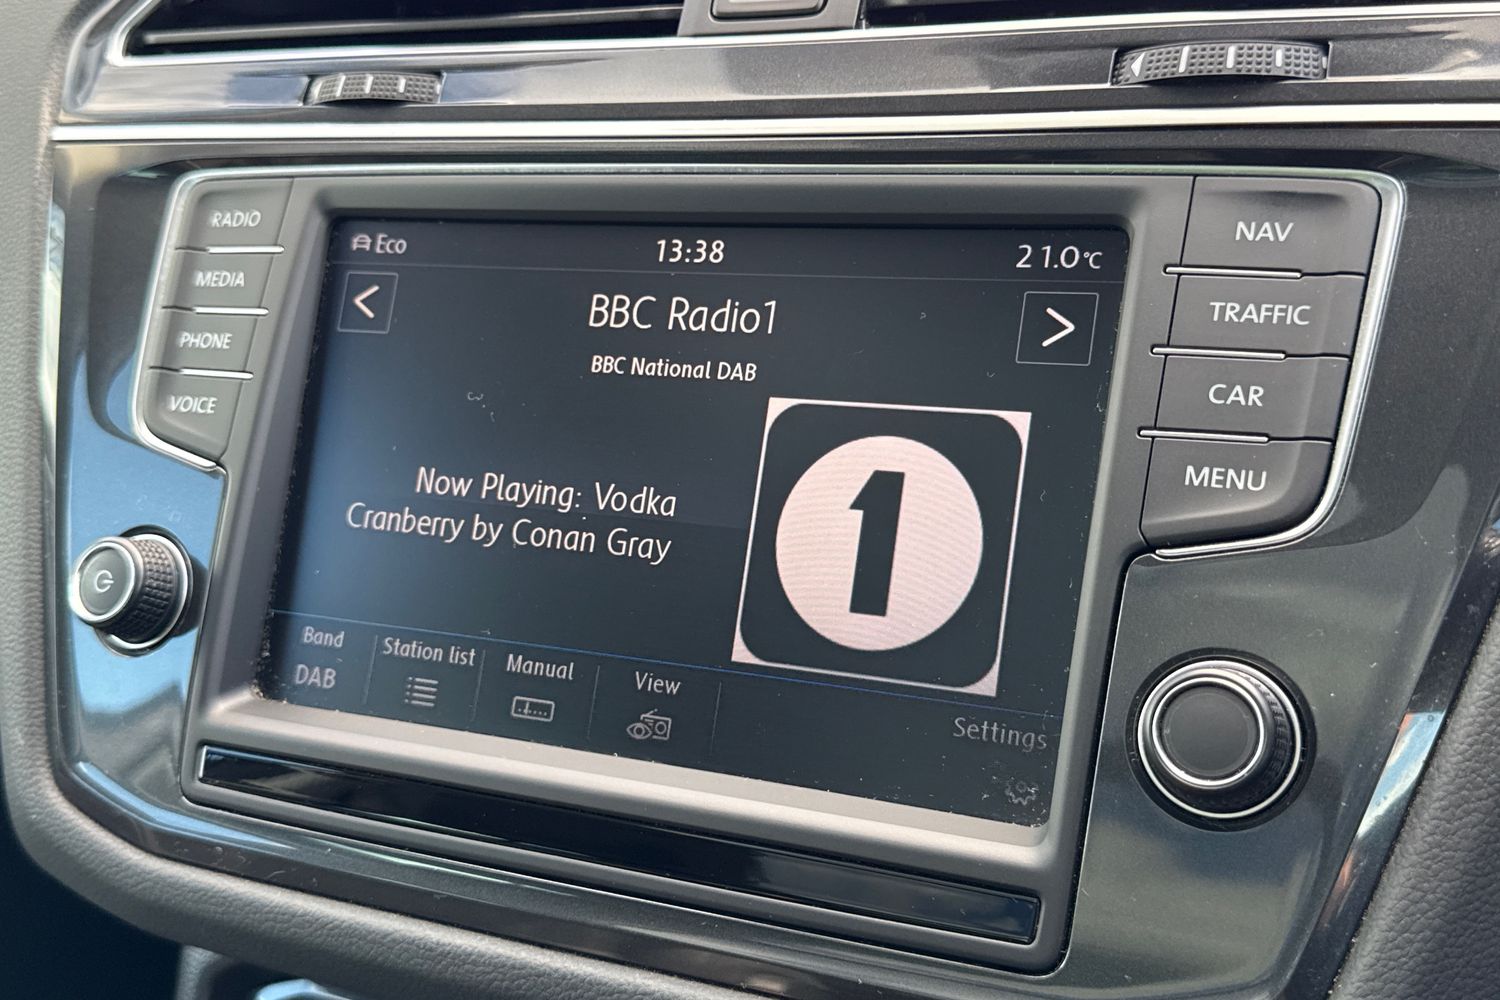 RADIO
MEDIA
PHONE
VOICE
Eco
13:38
21.0°C
BBC Radio1
BBC National DAB
Now Playing: Vodka
Cranberry by Conan Gray
1
Band
DAB
Station list
Manual
View
Settings
NAV
TRAFFIC
CAR
MENU